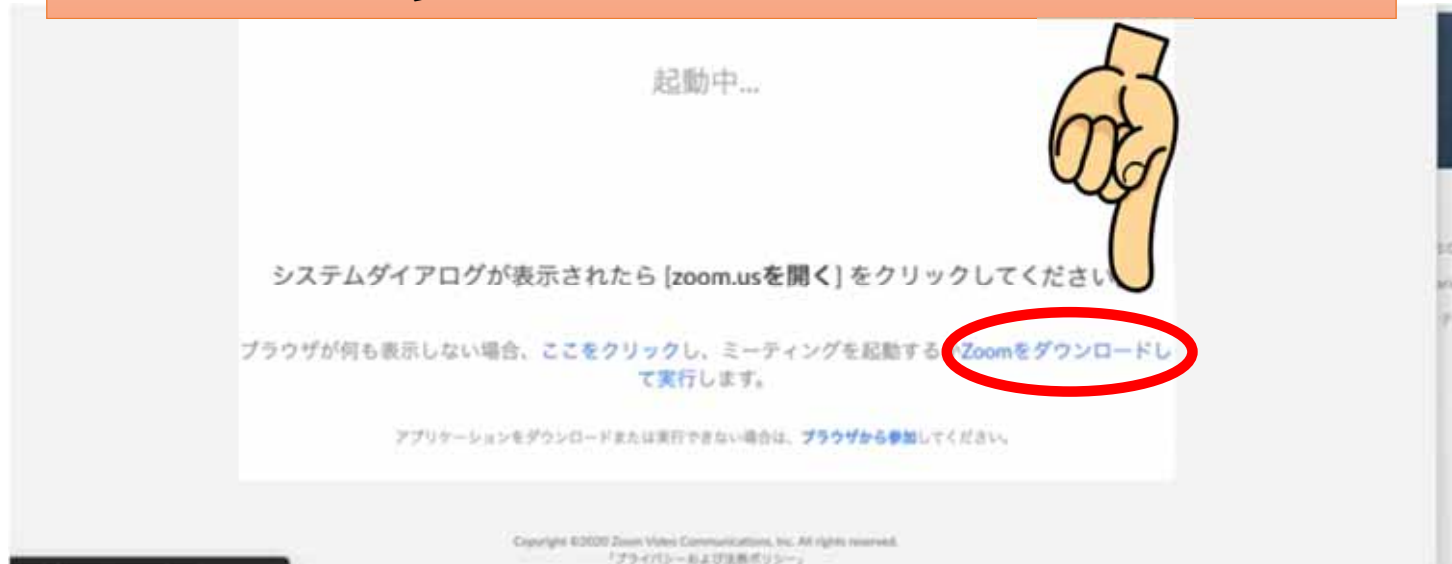 起動中...
システムダイアログが表示されたら [zoom.usを開く] をクリックしてください
ブラウザが何も表示しない場合、ここをクリックし、ミーティングを起動する Zoomをダウンロードし
て実行します。
アプリケーションをダウンロードまたは実行できない場合は、ブラウザから参加してください。
Copyright ©2020 Zoom Video Communications, Inc. All rights reserved.
「プライバシーおよび法務ポリシー」